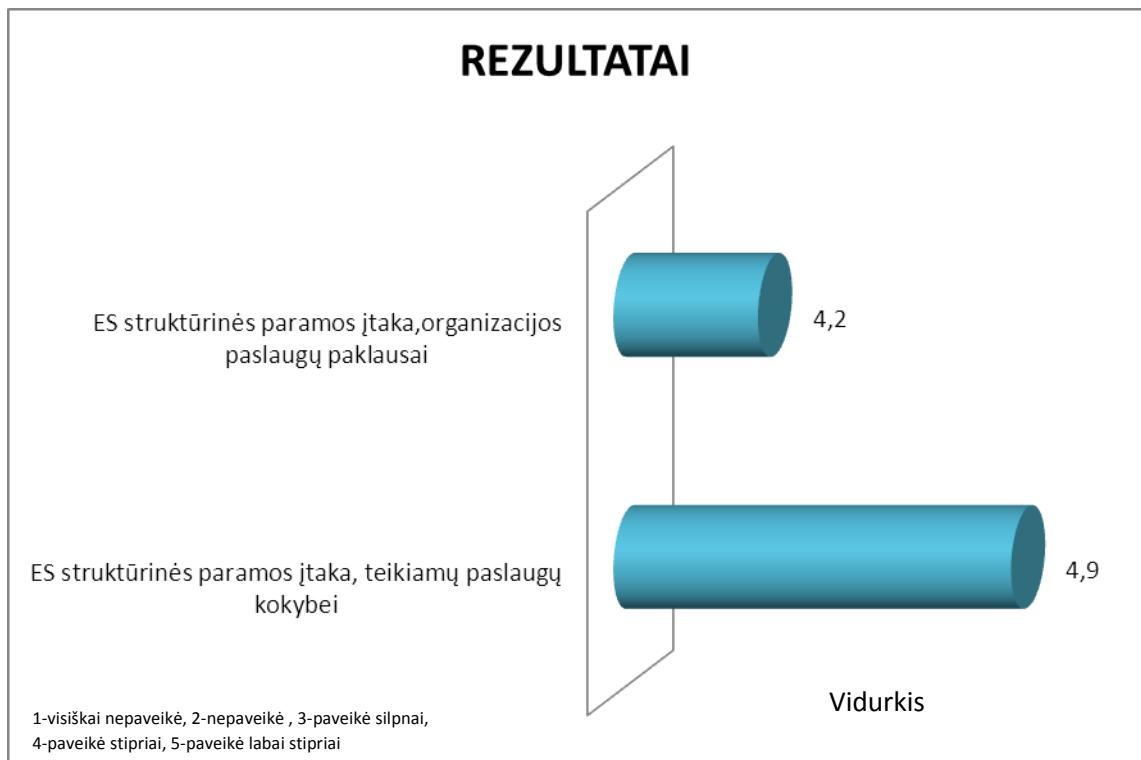 REZULTATAI
ES struktūrinės paramos įtaka,organizacijos
paslaugų paklausai
4,2
ES struktūrinės paramos įtaka, teikiamų paslaugų
kokybei
4,9
Vidurkis
1-visiškai nepaveikė, 2-nepaveikė , 3-paveikė silpnai,
4-paveikė stipriai, 5-paveikė labai stipriai